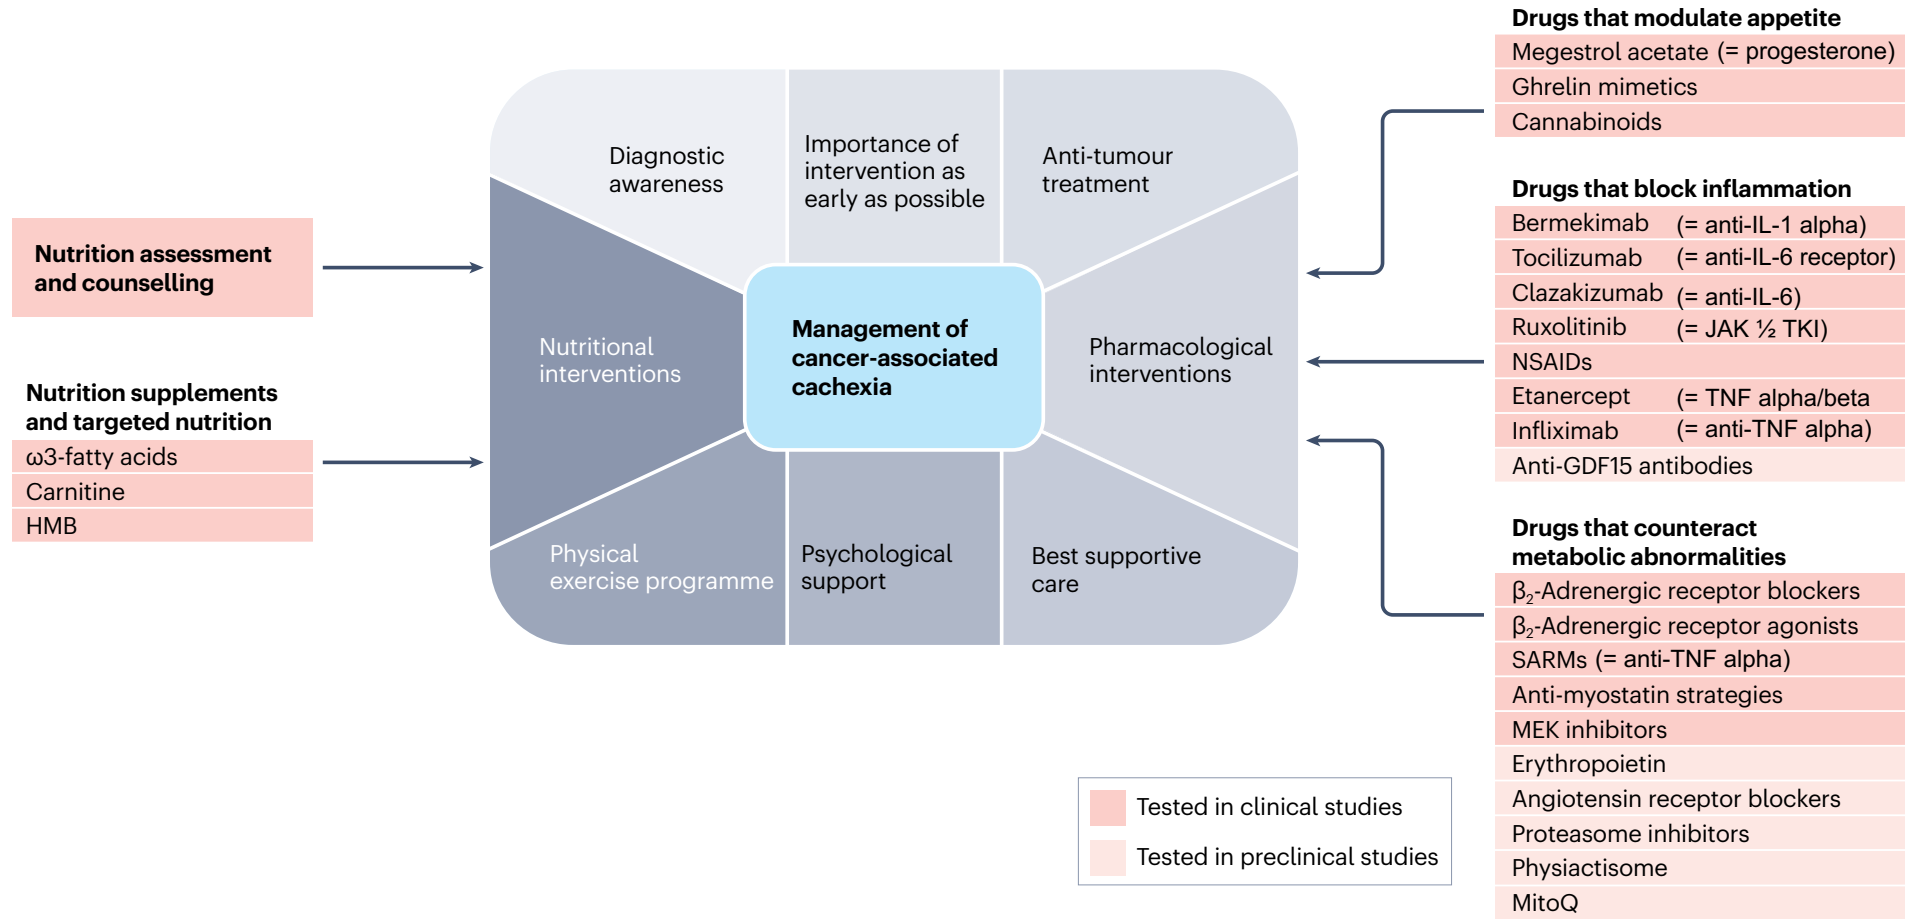 Drugs that modulate appetite
Megestrol acetate (= progesterone)
Ghrelin mimetics
Cannabinoids
Diagnostic
awareness
Importance of
intervention as
early as possible
Anti-tumour
treatment
Drugs that block inflammation
Bermekimab (= anti-IL-1 alpha)
Tocilizumab (= anti-IL-6 receptor)
Clazakizumab (= anti-IL-6)
Ruxolitinib (= JAK ½ TKI)
NSAIDs
Etanercept (= TNF alpha/beta
Infliximab (= anti-TNF alpha)
Anti-GDF15 antibodies
Nutrition assessment
and counselling
Nutritional
interventions
Management of
cancer-associated
cachexia
Pharmacological
interventions
Nutrition supplements
and targeted nutrition
ω3-fatty acids
Carnitine
HMB
Physical
exercise programme
Psychological
support
Best supportive
care
Drugs that counteract
metabolic abnormalities
β₂-Adrenergic receptor blockers
β₂-Adrenergic receptor agonists
SARMs (= anti-TNF alpha)
Anti-myostatin strategies
MEK inhibitors
Erythropoietin
Angiotensin receptor blockers
Proteasome inhibitors
Physiactisome
MitoQ
Tested in clinical studies
Tested in preclinical studies